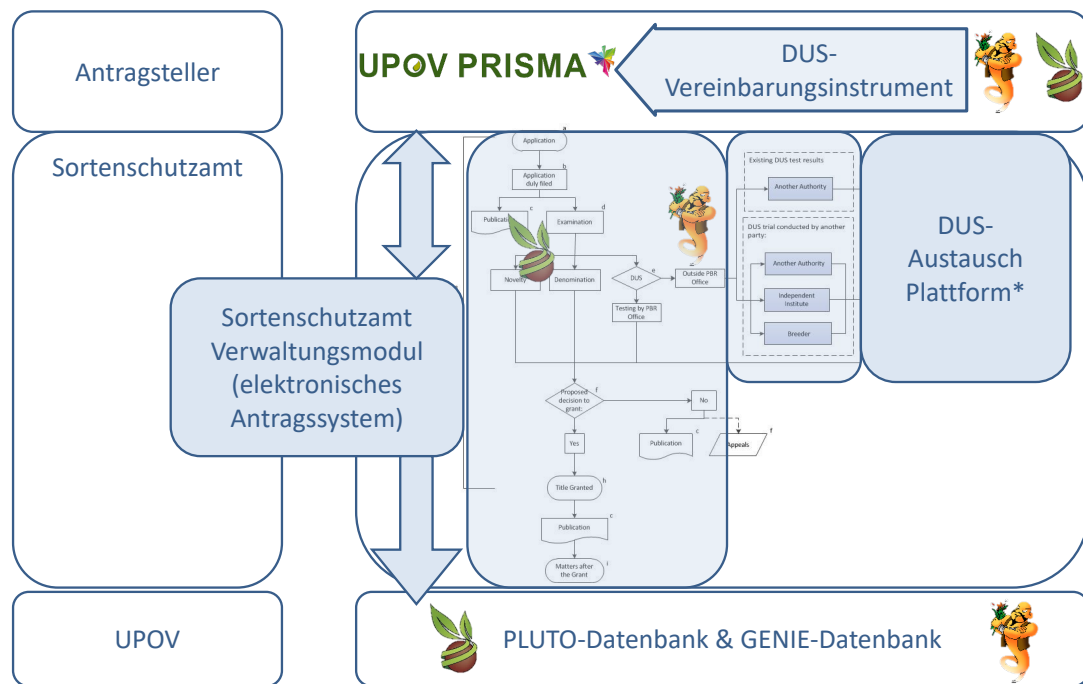 Antragsteller
UPOV PRISMA
DUS-
Vereinbarungsinstrument
Sortenschutzamt
a
Application
b
Application
duly filed
c
Publicati
d
Examination
Novelty
Denomination
DUS
e
Outside PBR
Office
Testing by PBR
Office
Existing DUS test results
Another Authority
DUS trial conducted by another
party:
Another Authority
Independent
Institute
Breeder
DUS-
Austausch
Plattform*
Sortenschutzamt
Verwaltungsmodul
(elektronisches
Antragssystem)
Proposed
decision to
grant:
f
No
Yes
Publication
c
Appeals
f
Title Granted
h
Publication
c
Matters after
the Grant
i
UPOV
PLUTO-Datenbank & GENIE-Datenbank